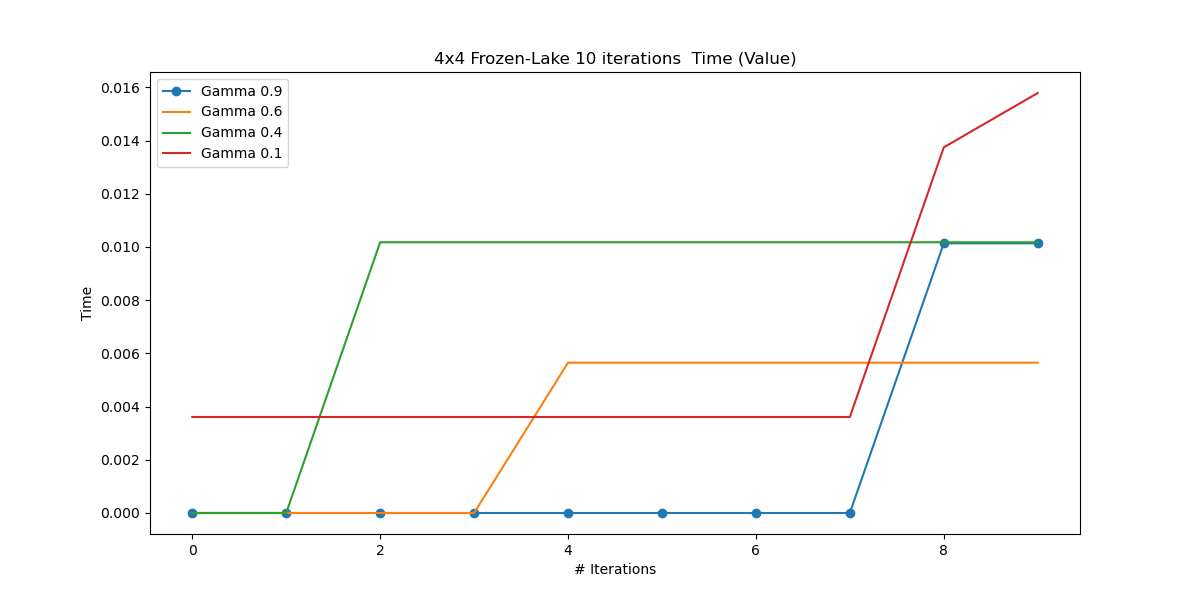 4x4 Frozen-Lake 10 iterations  Time (Value)
Gamma 0.9
Gamma 0.6
Gamma 0.4
Gamma 0.1
0.016
0.014
0.012
0.010
0.008
0.006
0.004
0.002
0.000
Time
0 2 4 6 8
# Iterations